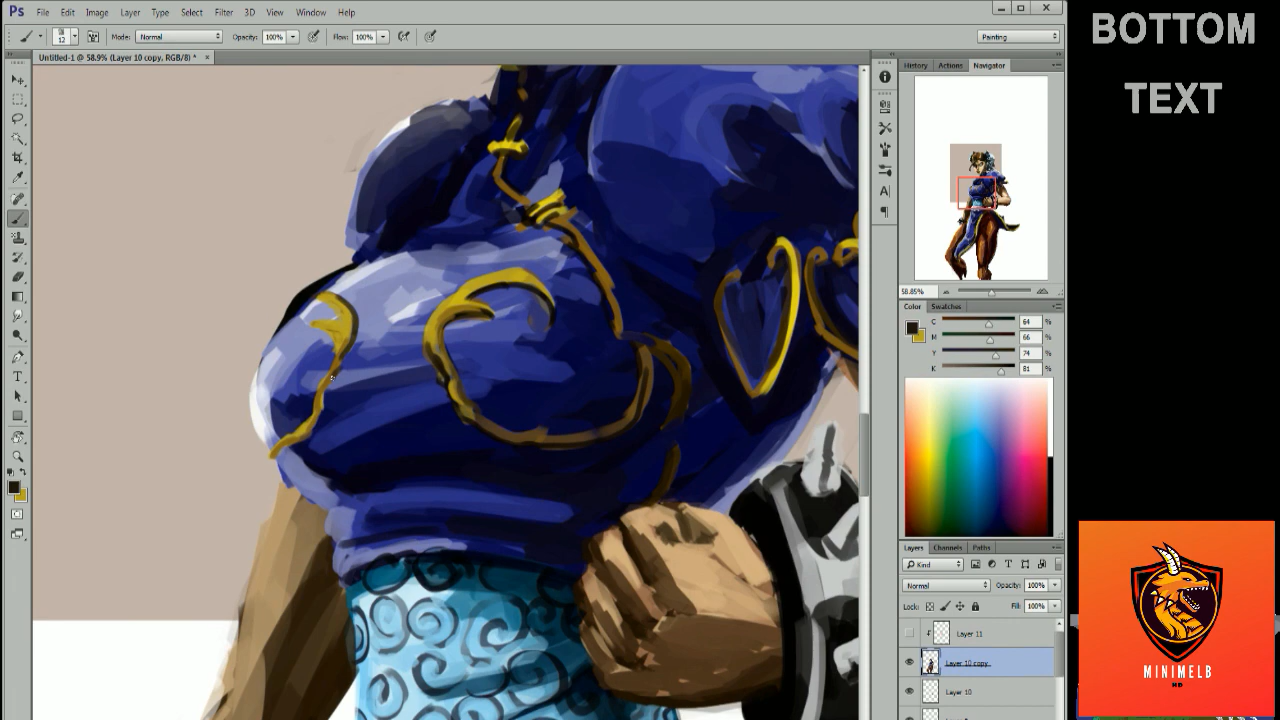 Ps File Edit Image Layer Type Select Filter 3D View Window Help
12 Mode: Normal Opacity: 100% Flow: 100% Painting
Untitled-1 @ 58.9% (Layer 10 copy, RGB/8) * ×
History Actions Navigator
58.85%
Color Swatches
C 64 %
M 66 %
Y 74 %
K 81 %
Layers Channels Paths
Kind
Normal Opacity: 100%
Lock: Fill: 100%
Layer 11
Layer 10 copy
Layer 10
BOTTOM
TEXT
MINIMELB
HD